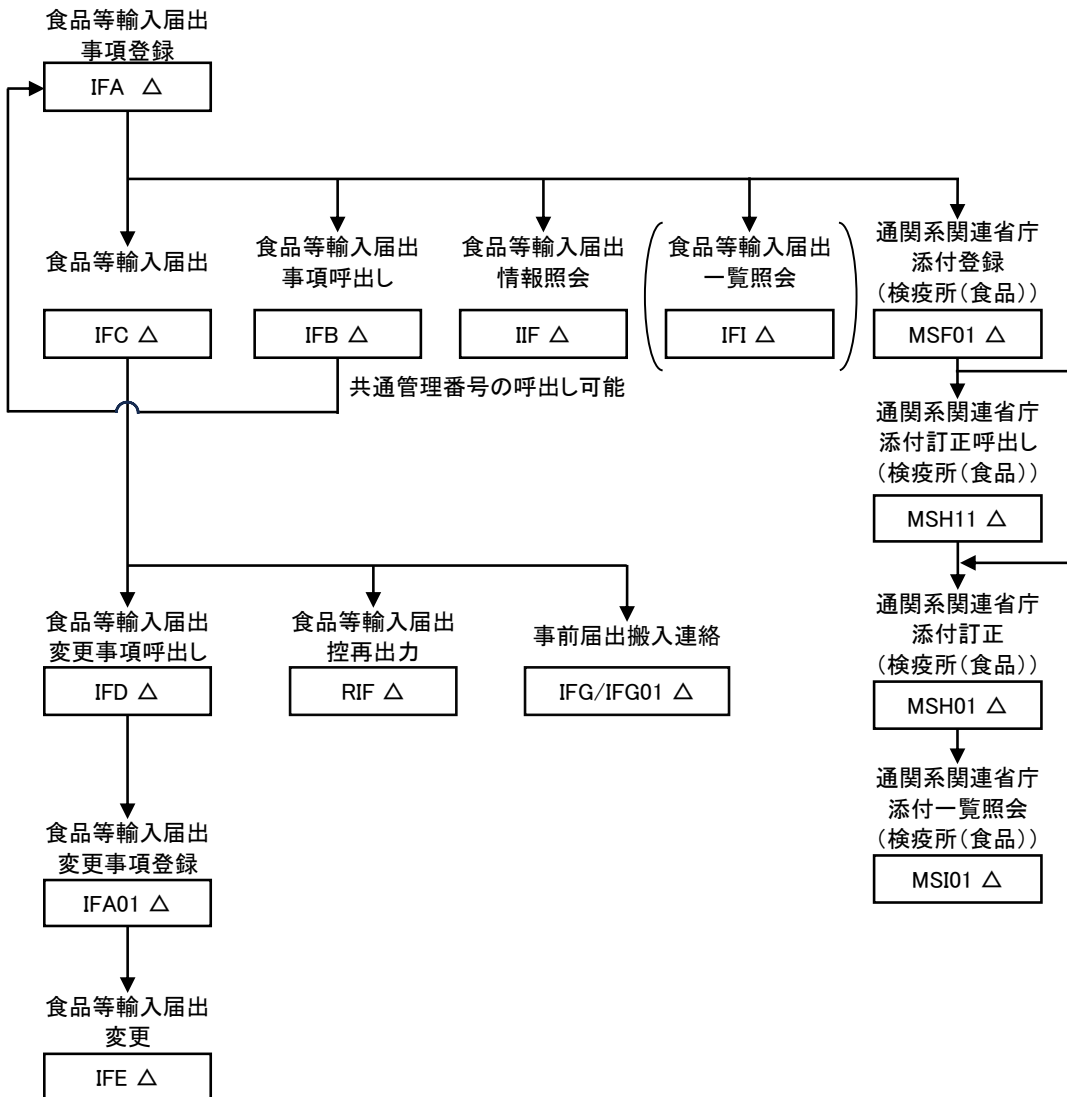 食品等輸入届出
事項登録
IFA △
食品等輸入届出
IFC △
食品等輸入届出
事項呼出し
IFB △
共通管理番号の呼出し可能
食品等輸入届出
情報照会
IIF △
食品等輸入届出
一覧照会
IFI △
通関系関連省庁
添付登録
（検疫所（食品））
MSF01 △
通関系関連省庁
添付訂正呼出し
（検疫所（食品））
MSH11 △
通関系関連省庁
添付訂正
（検疫所（食品））
MSH01 △
通関系関連省庁
添付一覧照会
（検疫所（食品））
MSI01 △
食品等輸入届出
変更事項呼出し
IFD △
食品等輸入届出
控再出力
RIF △
事前届出搬入連絡
IFG/IFG01 △
食品等輸入届出
変更事項登録
IFA01 △
食品等輸入届出
変更
IFE △